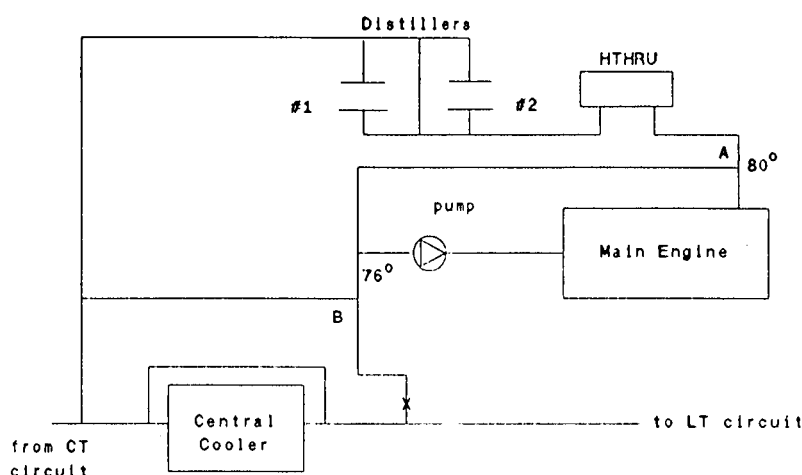 Distillers
HTHRU
#1
#2
A
80°
pump
Main Engine
76°
B
Central
Cooler
to LT circuit
from CT
circuit